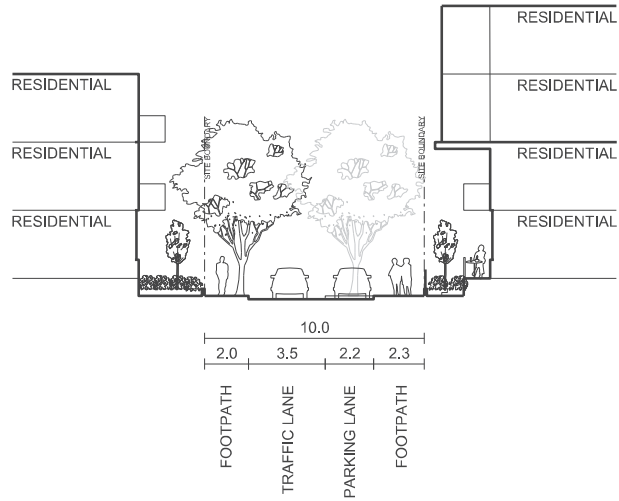 RESIDENTIAL
RESIDENTIAL
RESIDENTIAL
RESIDENTIAL
RESIDENTIAL
RESIDENTIAL
RESIDENTIAL
SITE BOUNDARY
SITE BOUNDARY
10.0
2.0 3.5 2.2 2.3
FOOTPATH
TRAFFIC LANE
PARKING LANE
FOOTPATH